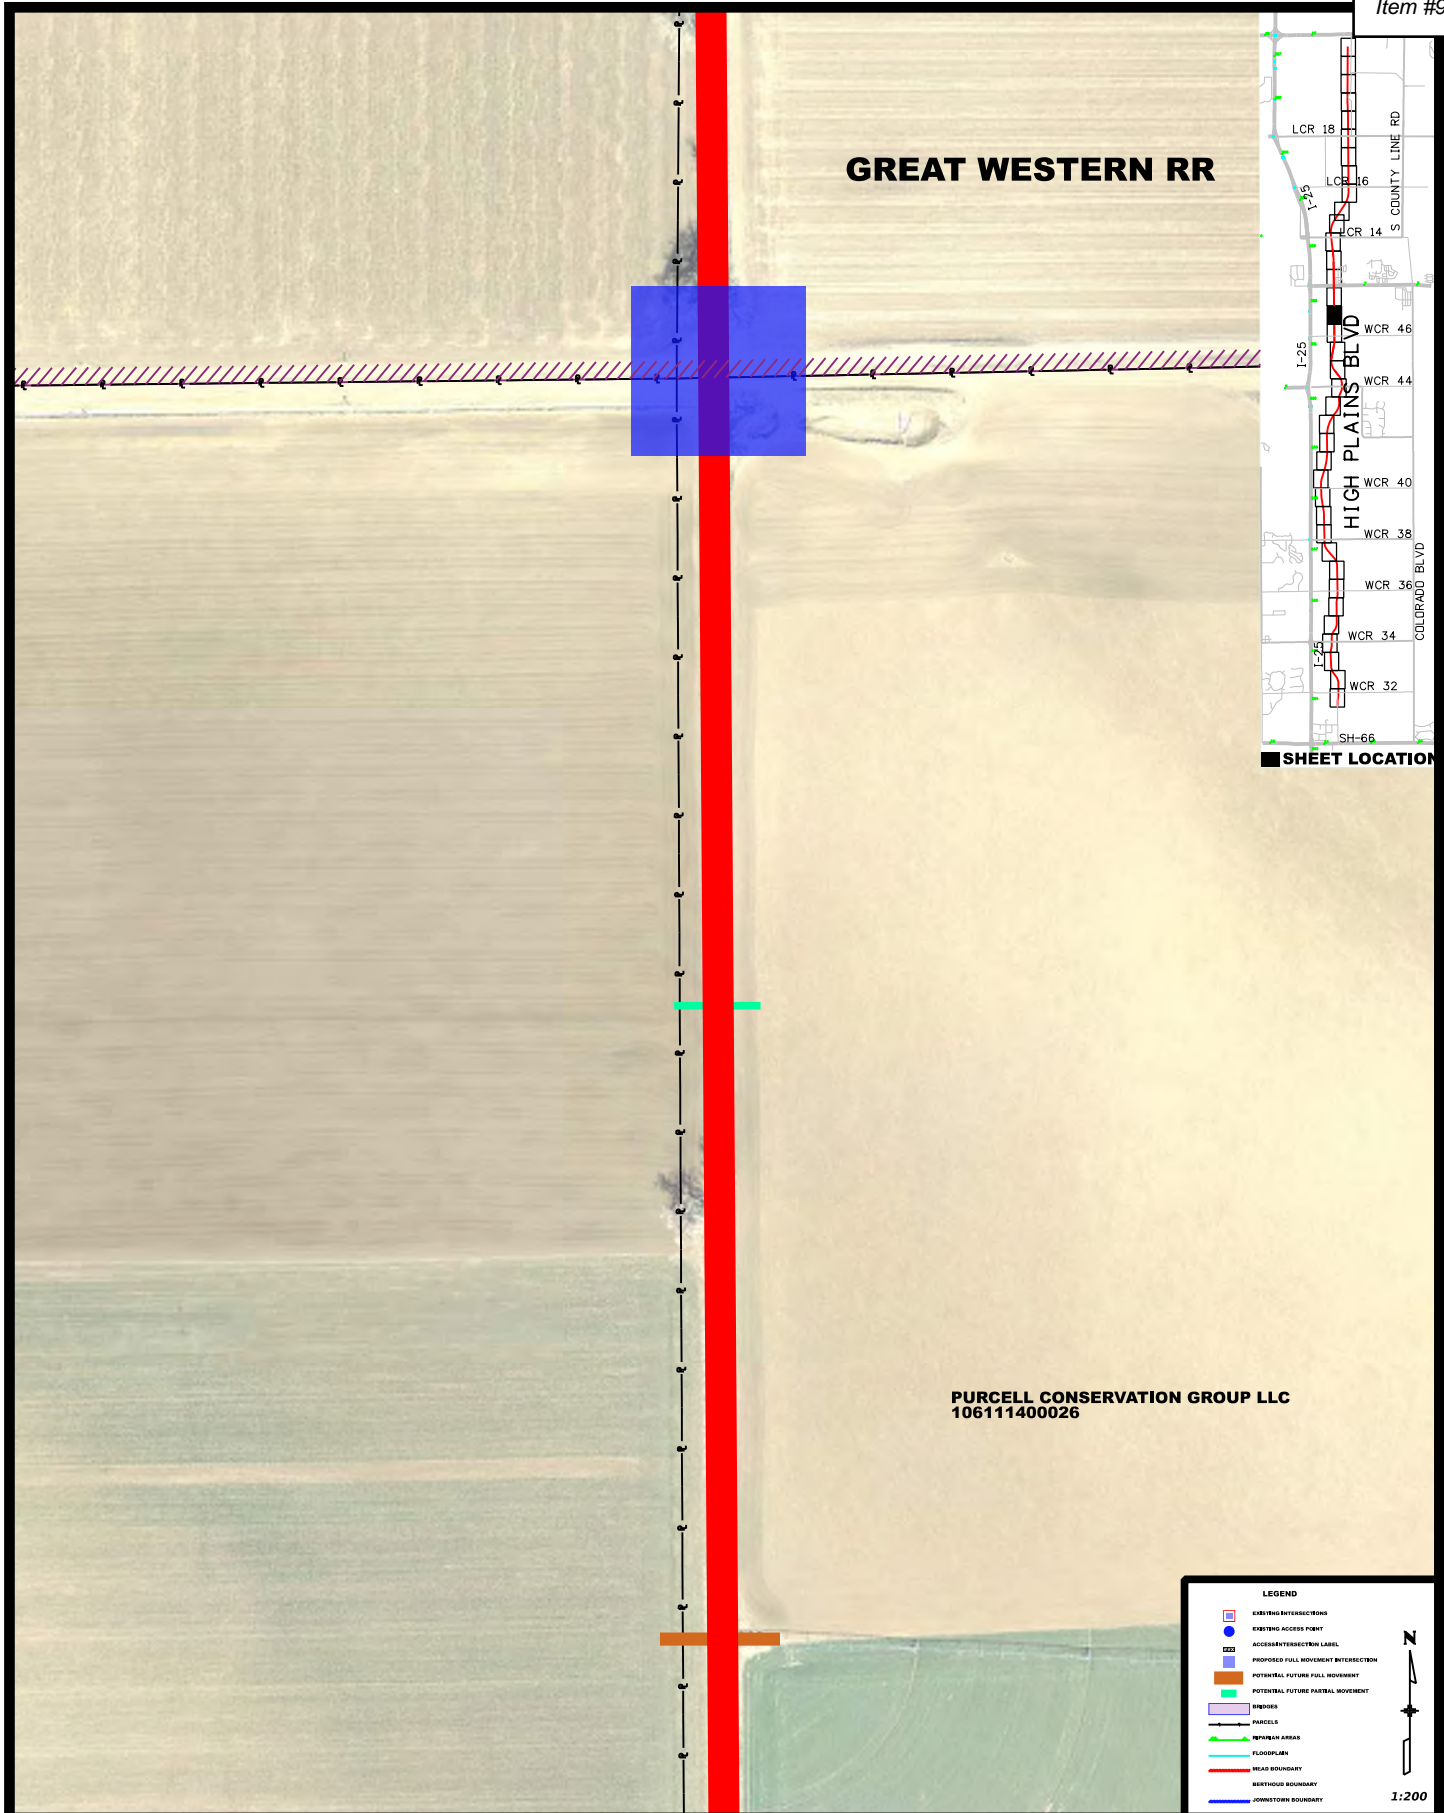 Item #9
GREAT WESTERN RR
LCR 18
LCR 16
I-25
LCR 14
S COUNTY LINE RD
WCR 46
I-25
WCR 44
HIGH PLAINS BLVD
WCR 40
WCR 38
WCR 36
COLORADO BLVD
WCR 34
I-25
WCR 32
SH-66
SHEET LOCATION
PURCELL CONSERVATION GROUP LLC
106111400026
LEGEND
EXISTING INTERSECTIONS
EXISTING ACCESS POINT
ACCESS/INTERSECTION LABEL
PROPOSED FULL MOVEMENT INTERSECTION
POTENTIAL FUTURE FULL MOVEMENT
POTENTIAL FUTURE PARTIAL MOVEMENT
BRIDGES
PARCELS
RIPARIAN AREAS
FLOODPLAIN
MEAD BOUNDARY
BERTHOUD BOUNDARY
JOWNSTOWN BOUNDARY
N
1:200